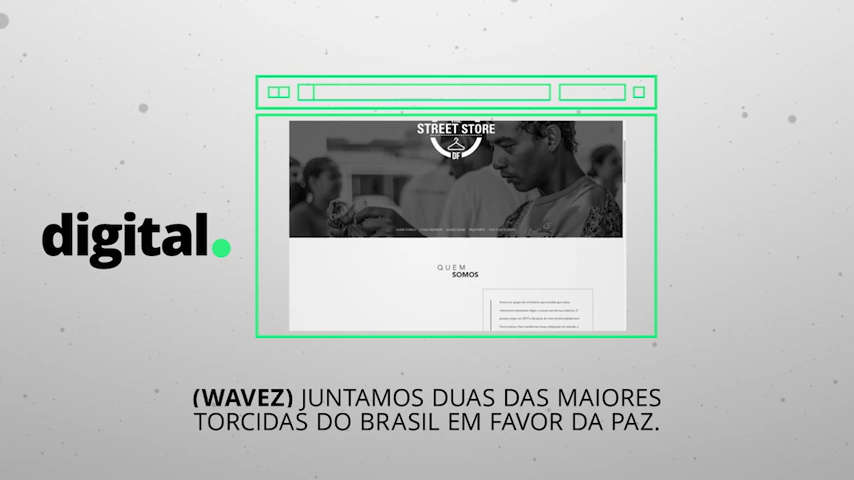 STREET STORE
DF
digital.
QUEM
SOMOS
(WAVEZ) JUNTAMOS DUAS DAS MAIORES
TORCIDAS DO BRASIL EM FAVOR DA PAZ.